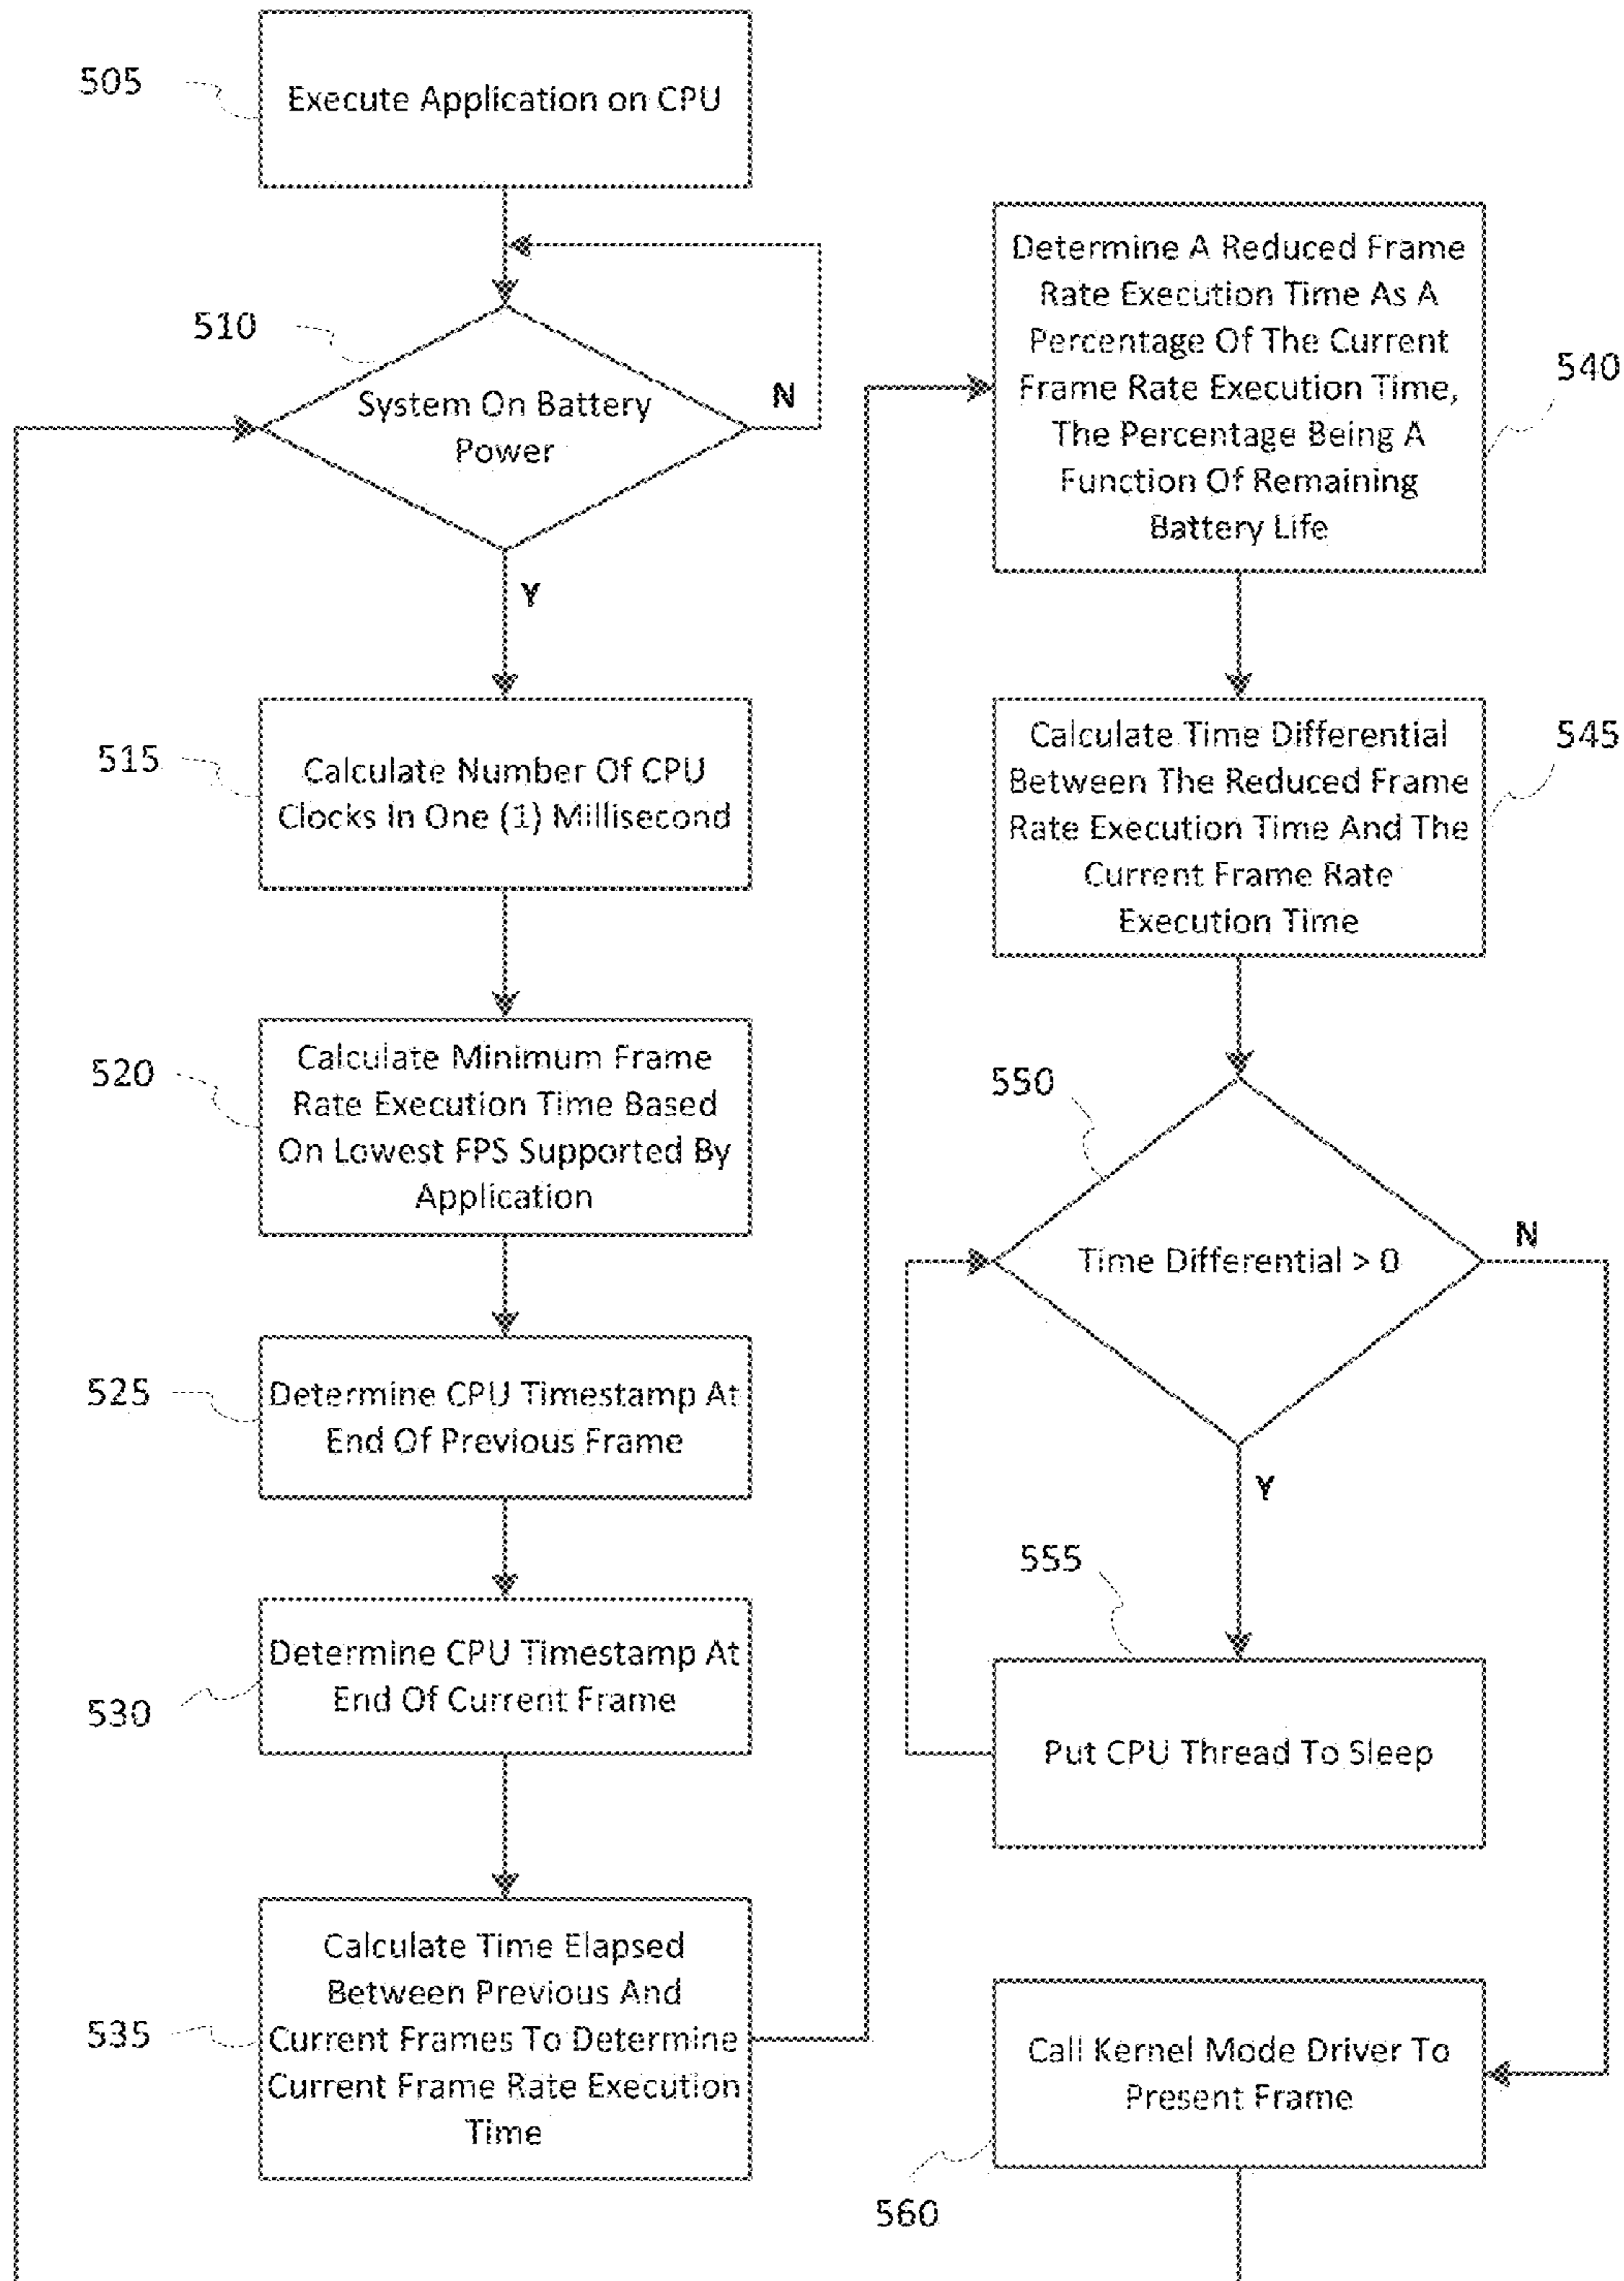 505
Execute Application on CPU
510
System On Battery
Power
N
Y
515
Calculate Number Of CPU
Clocks In One (1) Millisecond
520
Calculate Minimum Frame
Rate Execution Time Based
On Lowest FPS Supported By
Application
525
Determine CPU Timestamp At
End Of Previous Frame
530
Determine CPU Timestamp At
End Of Current Frame
535
Calculate Time Elapsed
Between Previous And
Current Frames To Determine
Current Frame Rate Execution
Time
540
Determine A Reduced Frame
Rate Execution Time As A
Percentage Of The Current
Frame Rate Execution Time,
The Percentage Being A
Function Of Remaining
Battery Life
545
Calculate Time Differential
Between The Reduced Frame
Rate Execution Time And The
Current Frame Rate
Execution Time
550
Time Differential > 0
N
Y
555
Put CPU Thread To Sleep
Call Kernel Mode Driver To
Present Frame
560